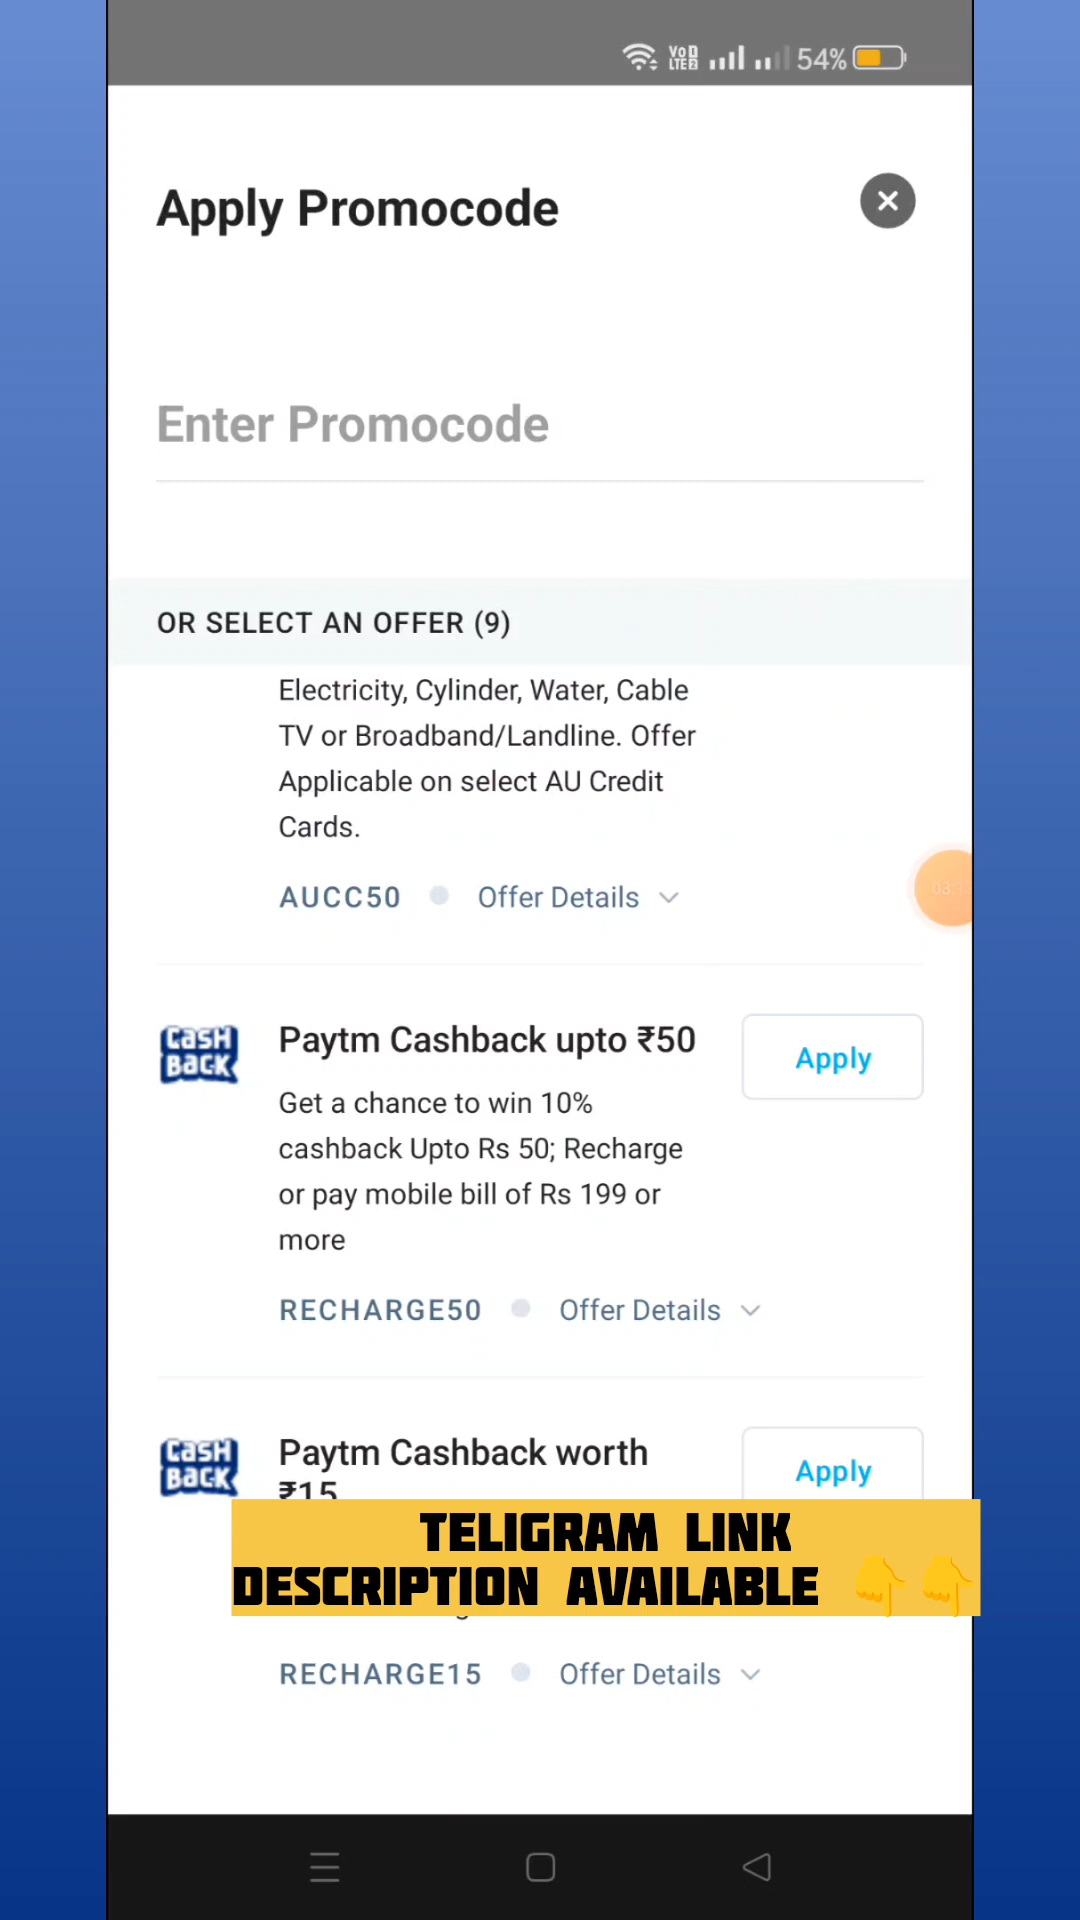 VoD LTE2 54%
Apply Promocode
Enter Promocode
OR SELECT AN OFFER (9)
Electricity, Cylinder, Water, Cable
TV or Broadband/Landline. Offer
Applicable on select AU Credit
Cards.
AUCC50 Offer Details
CASH BACK
Paytm Cashback upto ₹50
Apply
Get a chance to win 10%
cashback Upto Rs 50; Recharge
or pay mobile bill of Rs 199 or
more
RECHARGE50 Offer Details
CASH BACK
Paytm Cashback worth
₹15
Apply
TELIGRAM LINK
DESCRIPTION AVAILABLE 👇👇
RECHARGE15 Offer Details